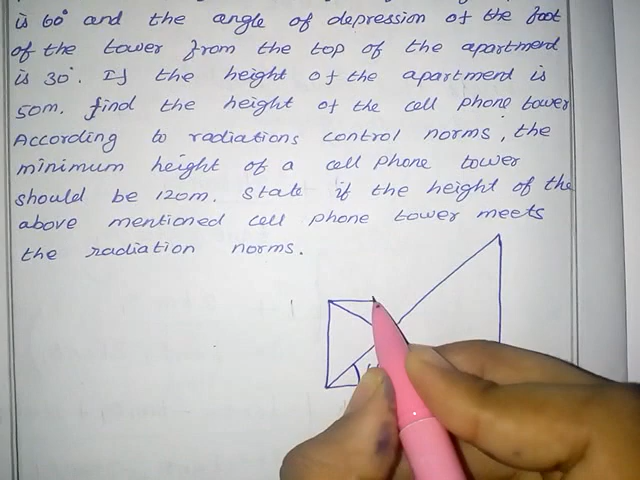 is 60° and the angle of depression of the foot
of the tower from the top of the apartment
is 30°. If the height of the apartment is
50m. find the height of the cell phone tower
According to radiations control norms, the
minimum height of a cell phone tower
should be 120m. State if the height of the
above mentioned cell phone tower meets
the radiation norms.